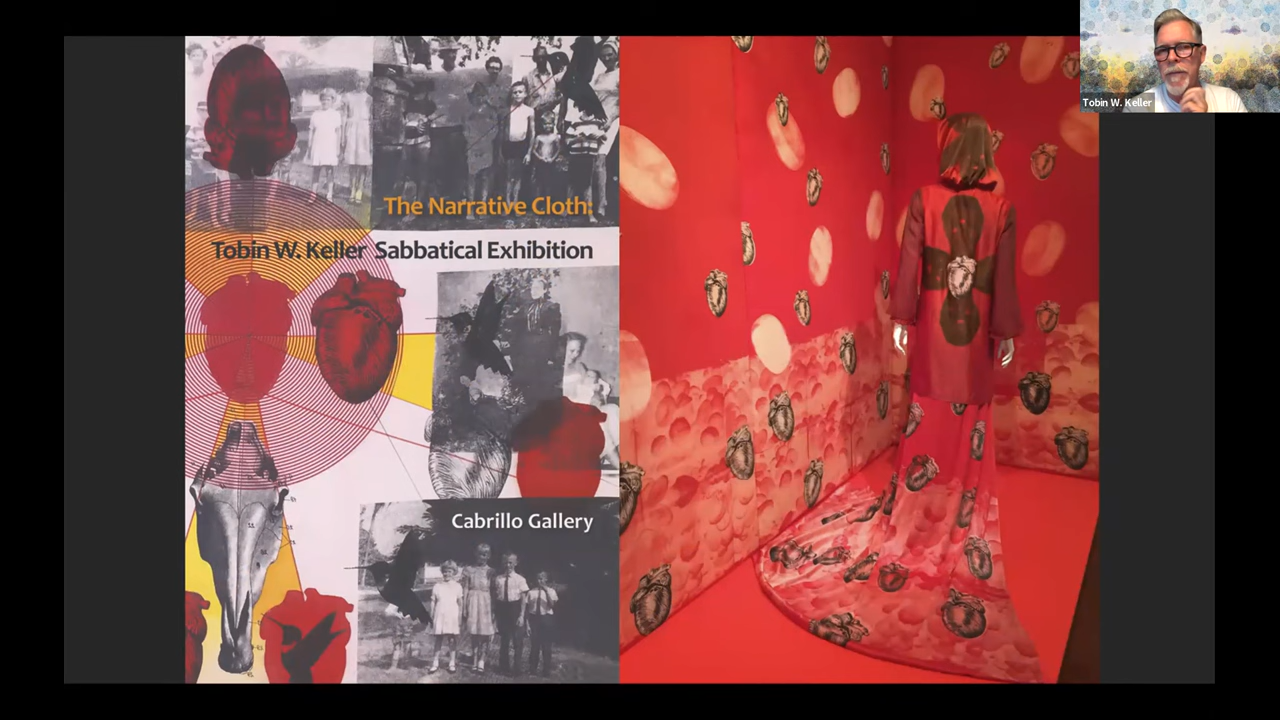 The Narrative Cloth:
Tobin W. Keller Sabbatical Exhibition
Cabrillo Gallery
Tobin W. Keller